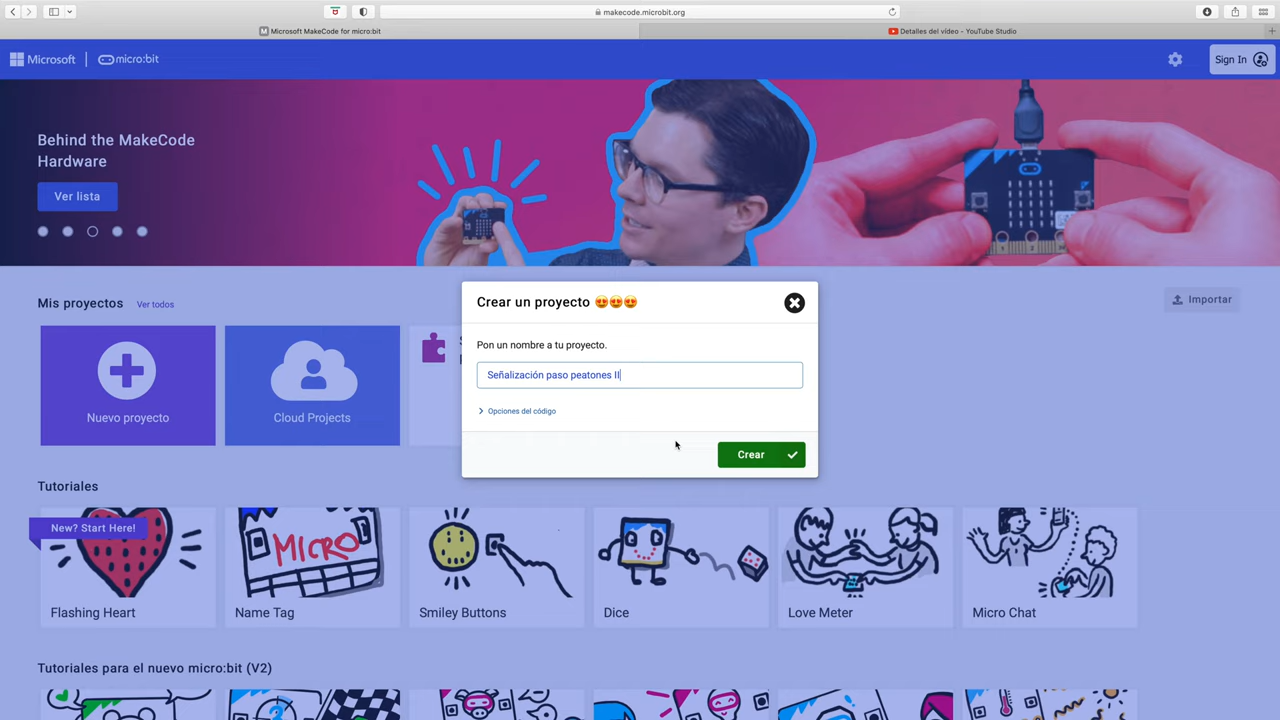 makecode.microbit.org
Microsoft MakeCode for micro:bit
Detalles del vídeo - YouTube Studio
Microsoft
micro:bit
Sign In
Behind the MakeCode
Hardware
Ver lista
Mis proyectos
Ver todos
Importar
Nuevo proyecto
Cloud Projects
Crear un proyecto 😍😍😍
Pon un nombre a tu proyecto.
Señalización paso peatones II
Opciones del código
Crear
Tutoriales
New? Start Here!
MICRO
Flashing Heart
Name Tag
Smiley Buttons
Dice
Love Meter
Micro Chat
Tutoriales para el nuevo micro:bit (V2)